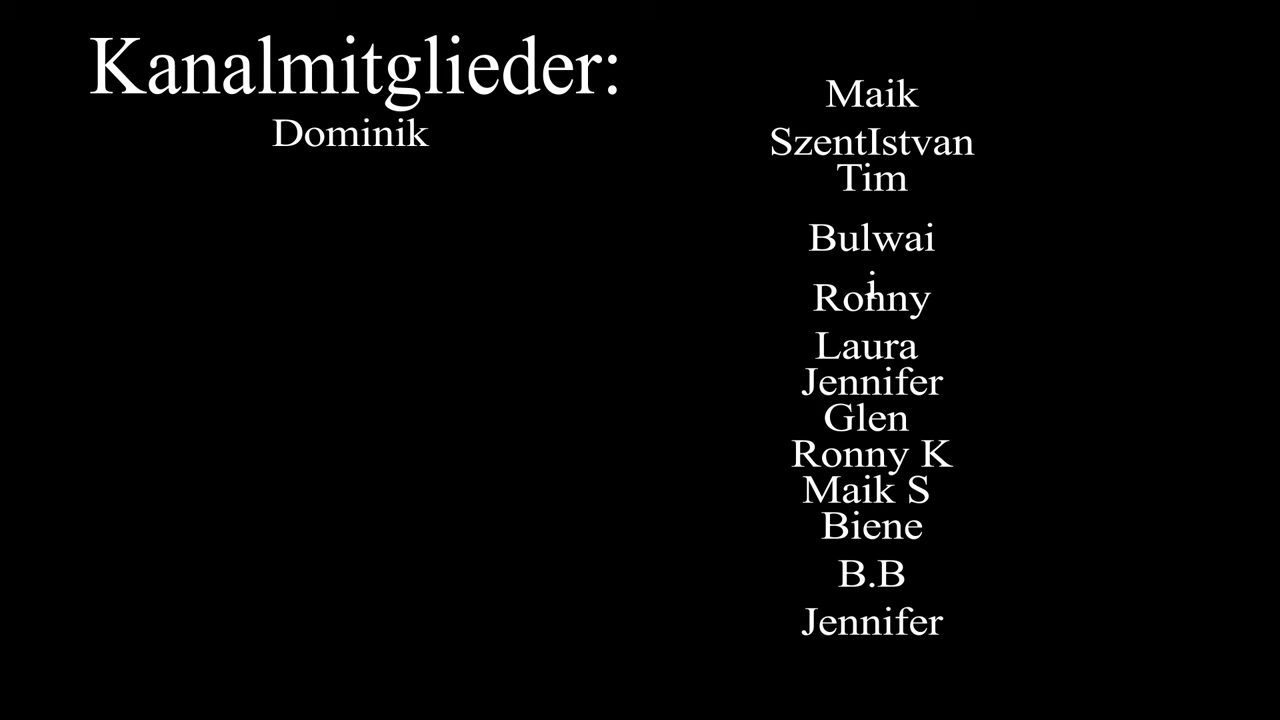 Kanalmitglieder:
Dominik
Maik
SzentIstvan
Tim
Bulwai
i
Ronny
Laura
Jennifer
Glen
Ronny K
Maik S
Biene
B.B
Jennifer